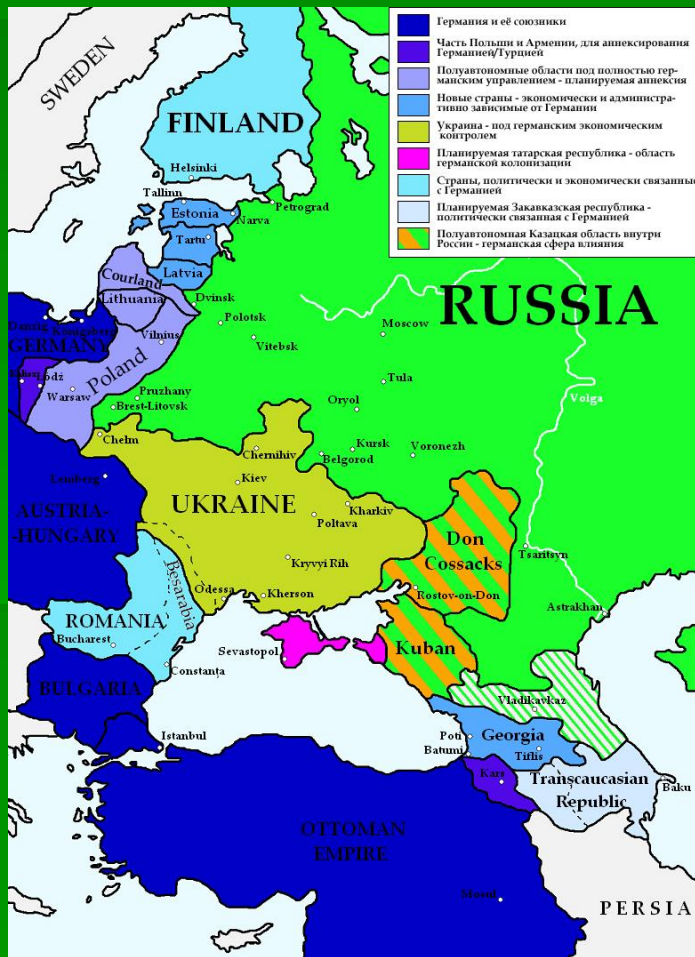 Германия и её союзники
Часть Польши и Армении, для аннексирования
Германией/Турцией
Полуавтономные области под полностью гер-
манским управлением - планируемая аннексия
Новые страны - экономически и администра-
тивно зависимые от Германии
Украина - под германским экономическим
контролем
Планируемая татарская республика - область
германской колонизации
Страны, политически и экономически связанные
с Германией
Планируемая Закавказская республика -
политически связанная с Германией
Полуавтономная Казацкая область внутри
России - германская сфера влияния
SWEDEN
FINLAND
Helsinki
Tallinn
Petrograd
Estonia
Narva
Tartu
Latvia
Courland
Lithuania
Dvinsk
RUSSIA
Danzig
Königsberg
GERMANY
Vilnius
Polotsk
Vitebsk
Moscow
Poland
Łódź
Warsaw
Pruzhany
Brest-Litovsk
Tula
Oryol
Volga
Chelm
Chernihiv
Kursk
Belgorod
Voronezh
Lemberg
Kiev
UKRAINE
Kharkiv
Poltava
AUSTRIA-
-HUNGARY
Don
Cossacks
Tsaritsyn
Kryvyi Rih
Besarabia
Odessa
Kherson
Rostov-on-Don
Astrakhan
ROMANIA
Bucharest
Sevastopol
Kuban
Constanța
BULGARIA
Vladikavkaz
Istanbul
Poti
Georgia
Batumi
Tiflis
Kars
Transcaucasian
Republic
Baku
OTTOMAN
EMPIRE
Mosul
PERSIA